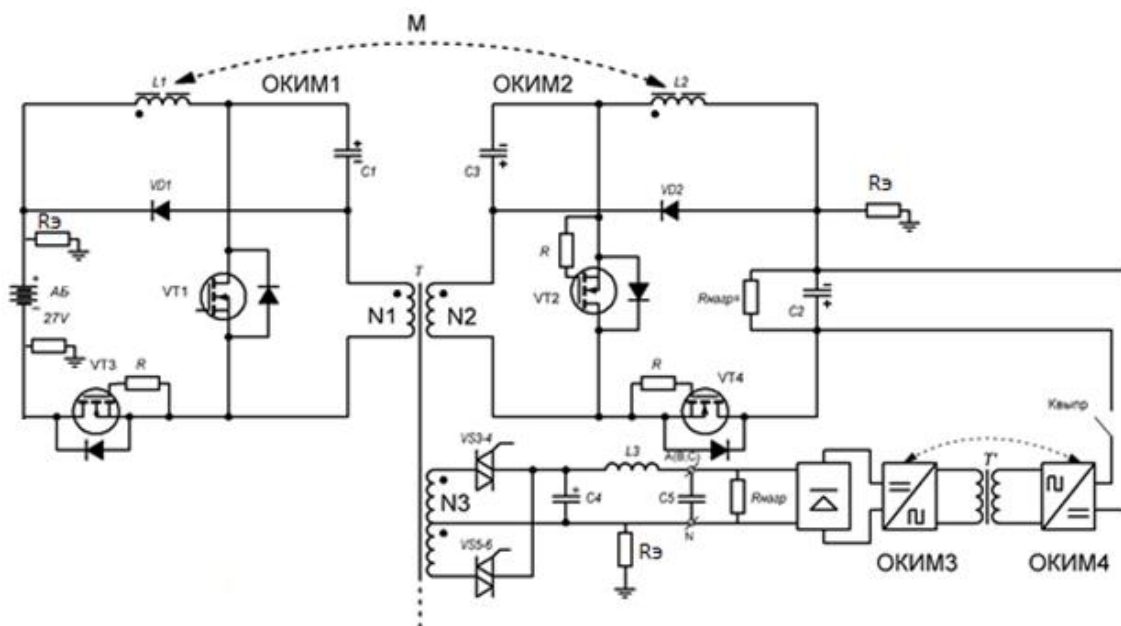 M
L1
ОКИМ1
ОКИМ2
L2
C1
C3
VD1
VD2
Rэ
Rэ
АБ
27V
VT1
T
N1
N2
R
VT2
Rнагр=
C2
VT3
R
R
VT4
Kвыпр
VS3-4
L3
A(B,C)
T'
N3
C4
C5
Rнагр
N
VS5-6
Rэ
ОКИМ3
ОКИМ4